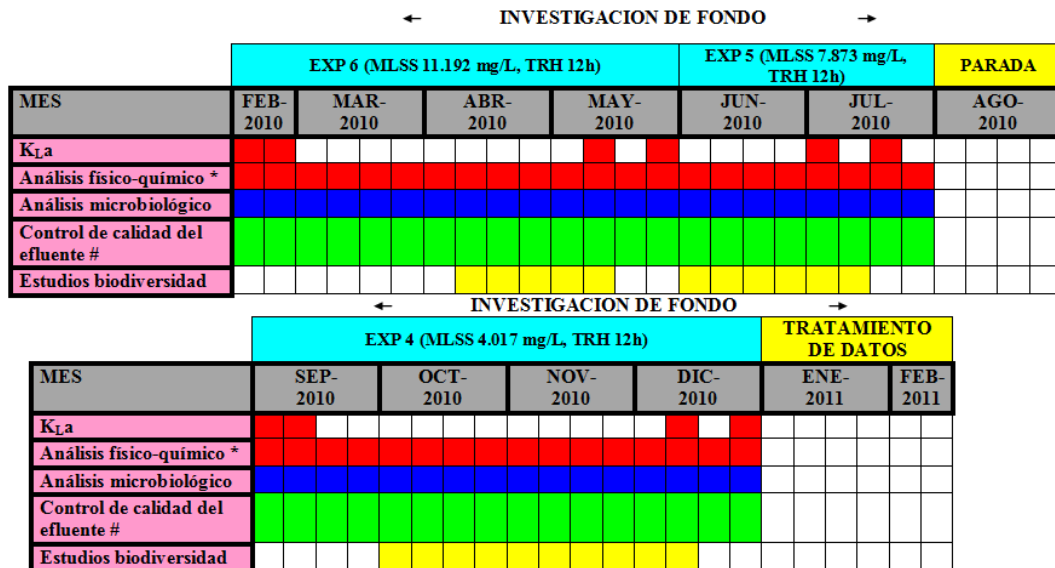 ← INVESTIGACION DE FONDO →
EXP 6 (MLSS 11.192 mg/L, TRH 12h)
EXP 5 (MLSS 7.873 mg/L,
TRH 12h)
PARADA
MES
FEB-
2010
MAR-
2010
ABR-
2010
MAY-
2010
JUN-
2010
JUL-
2010
AGO-
2010
KLa
Análisis físico-químico *
Análisis microbiológico
Control de calidad del
efluente #
Estudios biodiversidad
← INVESTIGACION DE FONDO →
EXP 4 (MLSS 4.017 mg/L, TRH 12h)
TRATAMIENTO
DE DATOS
MES
SEP-
2010
OCT-
2010
NOV-
2010
DIC-
2010
ENE-
2011
FEB-
2011
KLa
Análisis físico-químico *
Análisis microbiológico
Control de calidad del
efluente #
Estudios biodiversidad